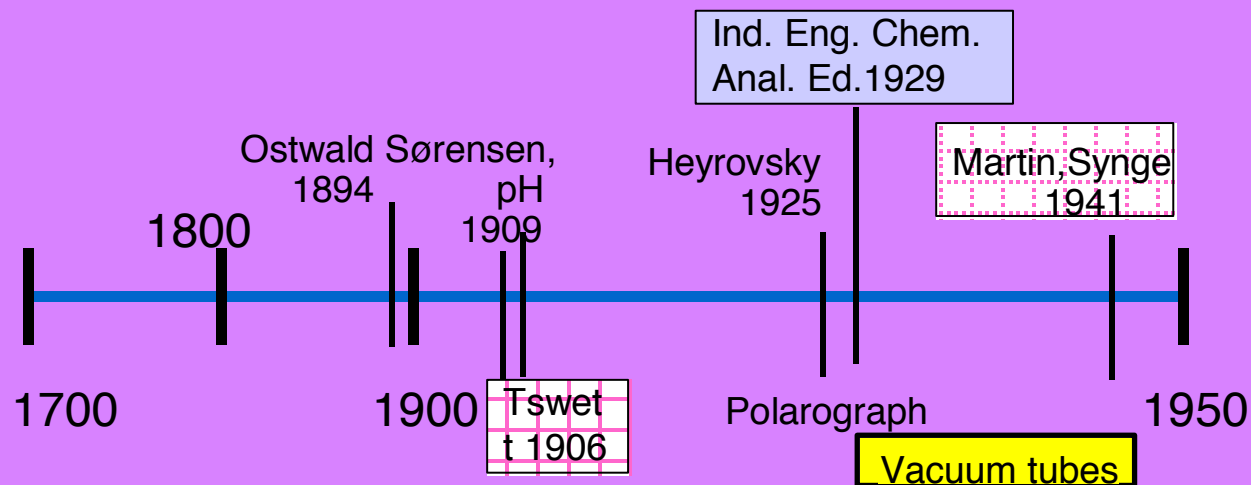 Ind. Eng. Chem.
Anal. Ed.1929
Ostwald Sørensen,
1894 pH
1909
Heyrovsky
1925
Martin,Synge
1941
1800
1700
1900
Tswet
t 1906
Polarograph
1950
Vacuum tubes